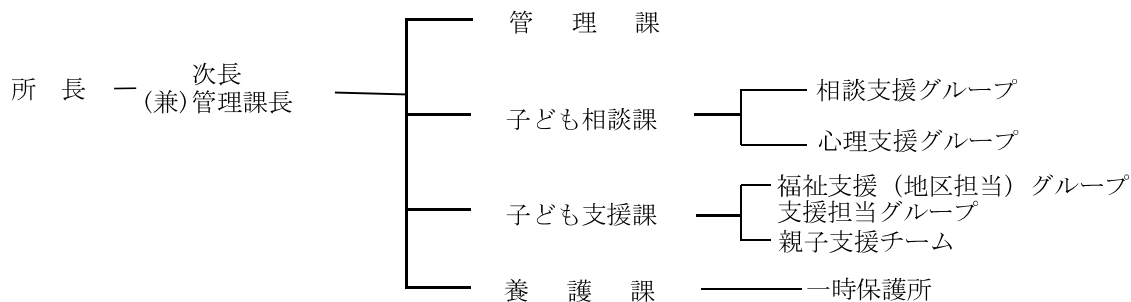 管理課
所長
次長
(兼)管理課長
子ども相談課
相談支援グループ
心理支援グループ
子ども支援課
福祉支援（地区担当）グループ
支援担当グループ
親子支援チーム
養護課
一時保護所